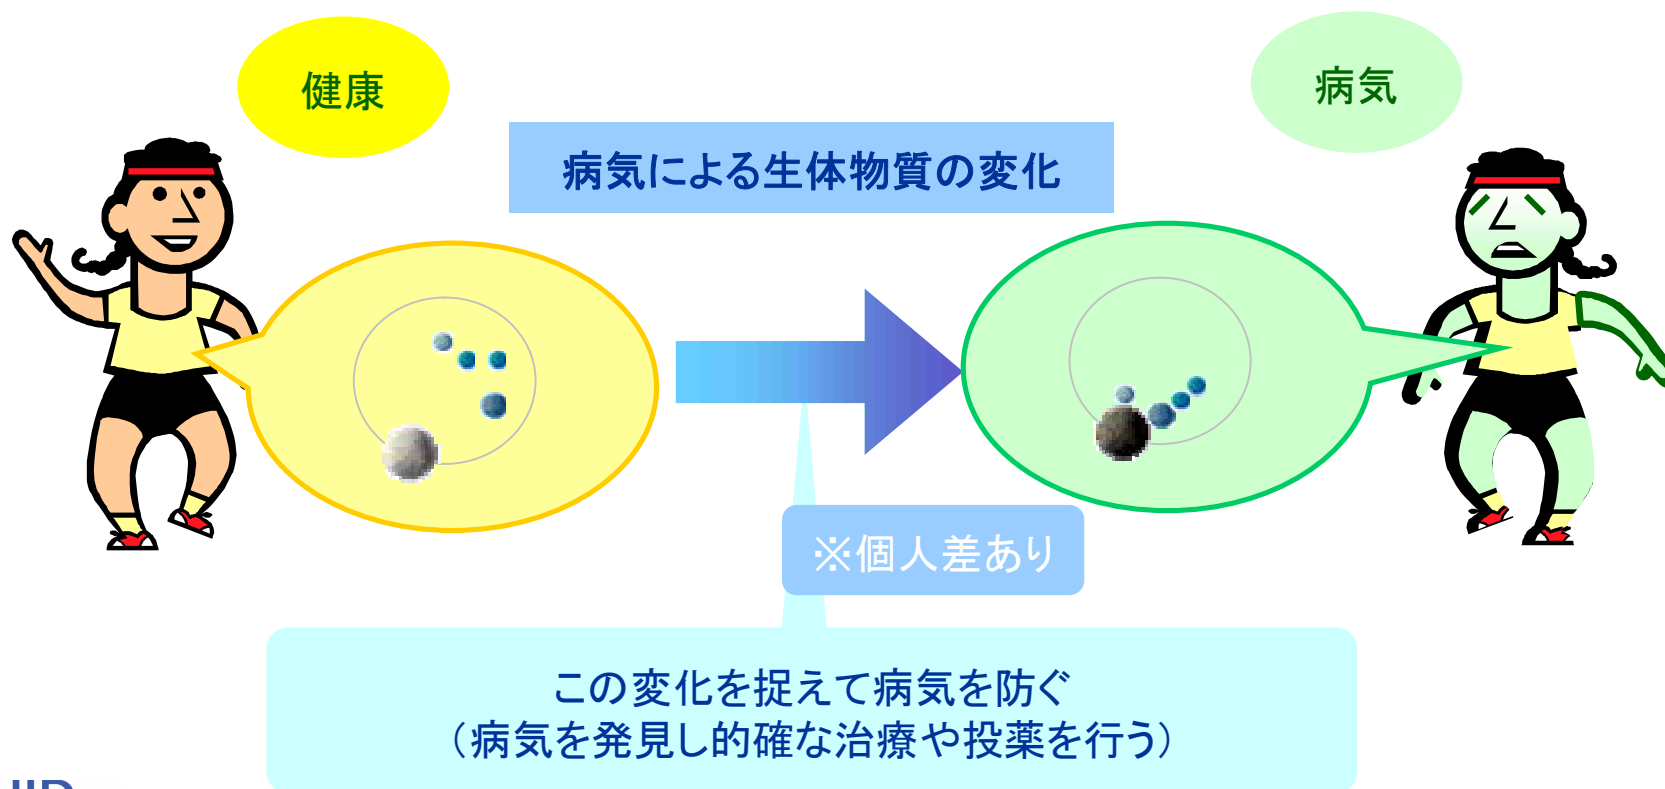 健康
病気
病気による生体物質の変化
※個人差あり
この変化を捉えて病気を防ぐ
（病気を発見し的確な治療や投薬を行う）